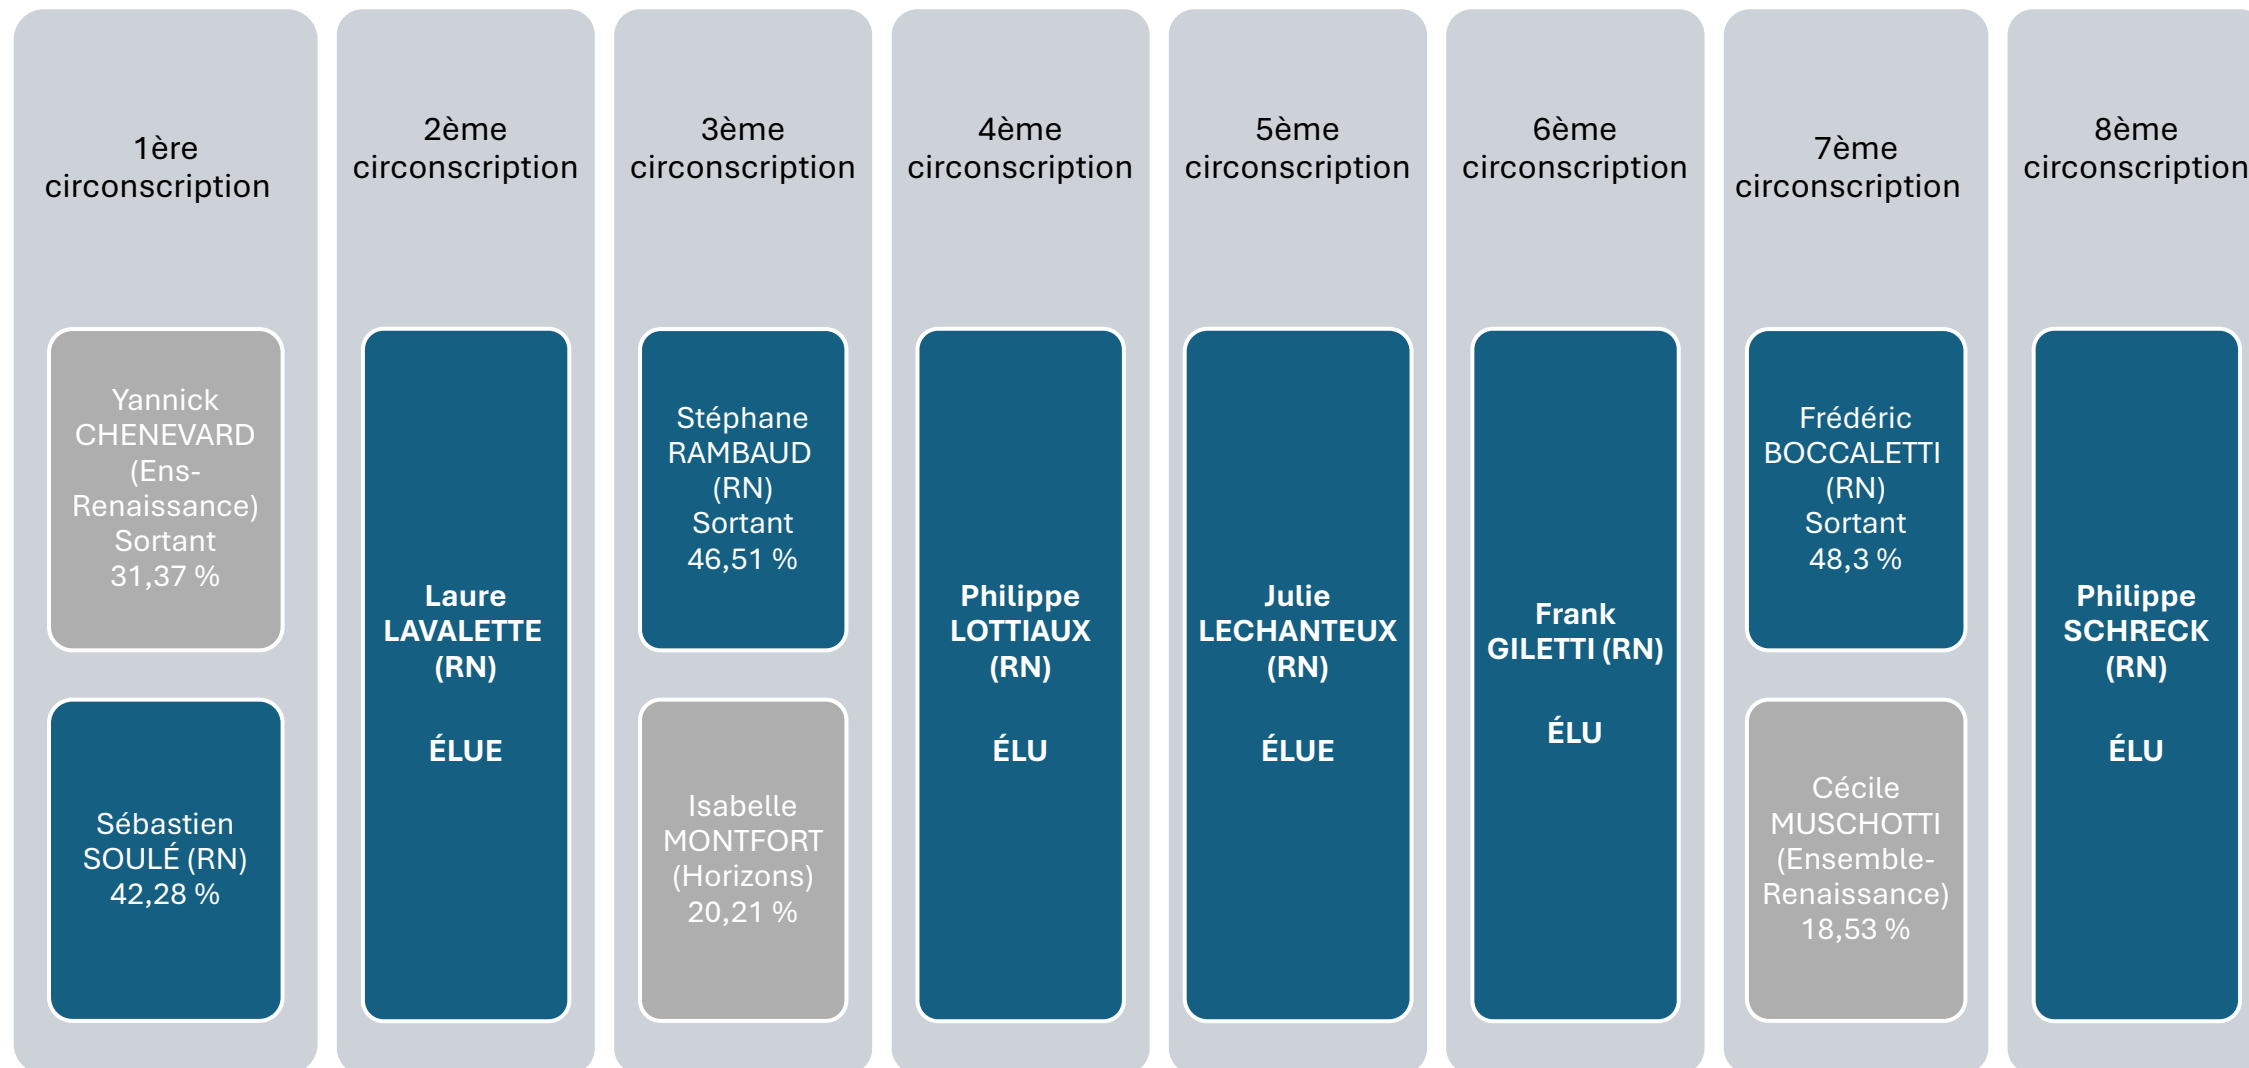 1ère
circonscription
Yannick
CHENEVARD
(Ens-
Renaissance)
Sortant
31,37 %
Sébastien
SOULÉ (RN)
42,28 %
2ème
circonscription
Laure
LAVALETTE
(RN)
ÉLUE
3ème
circonscription
Stéphane
RAMBAUD
(RN)
Sortant
46,51 %
Isabelle
MONTFORT
(Horizons)
20,21 %
4ème
circonscription
Philippe
LOTTIAUX
(RN)
ÉLU
5ème
circonscription
Julie
LECHANTEUX
(RN)
ÉLUE
6ème
circonscription
Frank
GILETTI (RN)
ÉLU
7ème
circonscription
Frédéric
BOCCALETTI
(RN)
Sortant
48,3 %
Cécile
MUSCHOTTI
(Ensemble-
Renaissance)
18,53 %
8ème
circonscription
Philippe
SCHRECK
(RN)
ÉLU